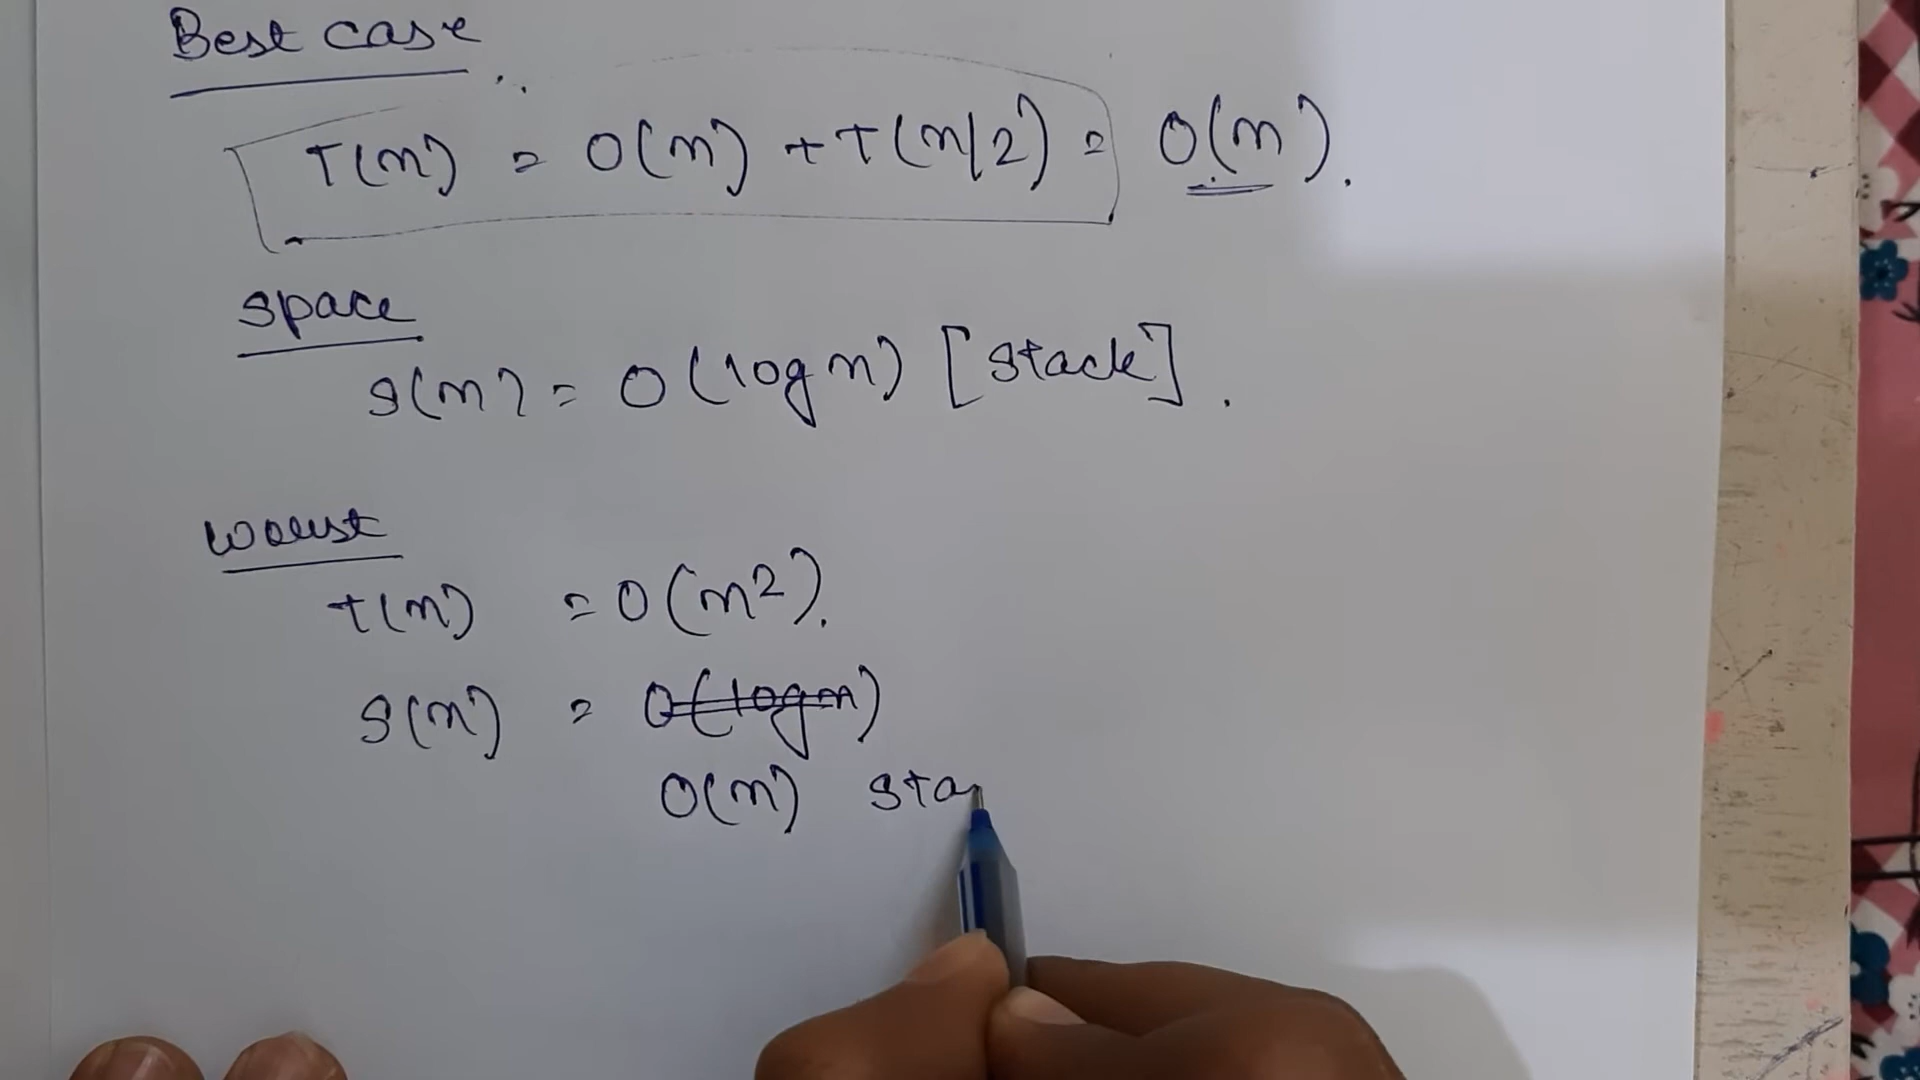 Best case
T(n) = O(n) + T(n/2) = O(n).
space
S(n) = O(log n) [stack].
worst
T(n) = O(n²).
S(n) = O(log n)
O(n) sta